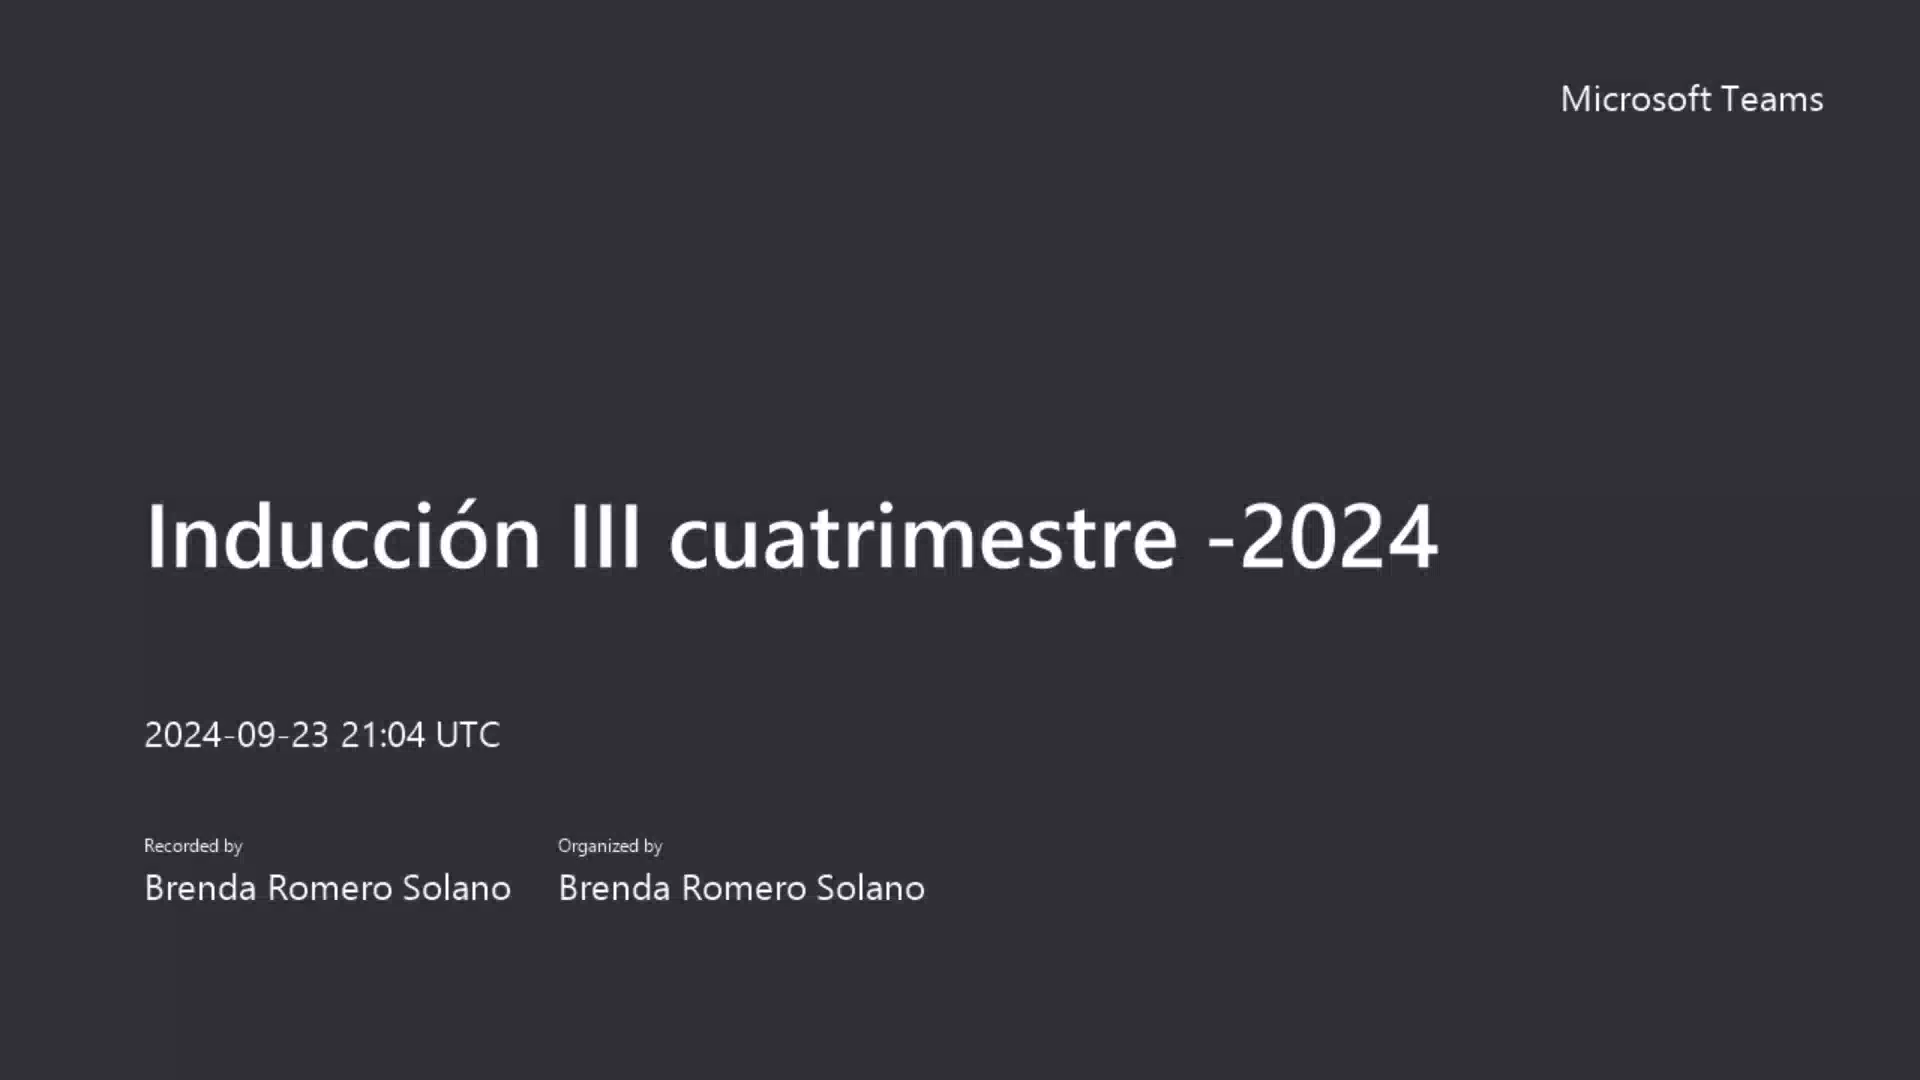 Microsoft Teams
Inducción III cuatrimestre -2024
2024-09-23 21:04 UTC
Recorded by
Brenda Romero Solano
Organized by
Brenda Romero Solano